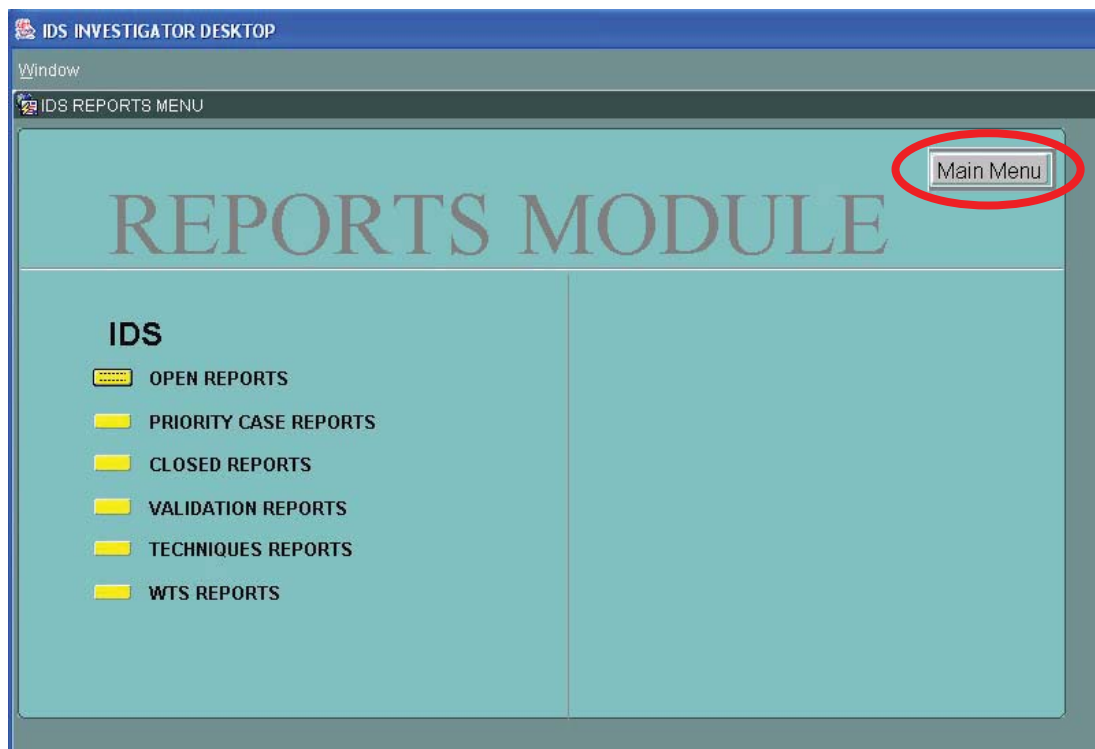 IDS INVESTIGATOR DESKTOP
Window
IDS REPORTS MENU
Main Menu
REPORTS MODULE
IDS
OPEN REPORTS
PRIORITY CASE REPORTS
CLOSED REPORTS
VALIDATION REPORTS
TECHNIQUES REPORTS
WTS REPORTS